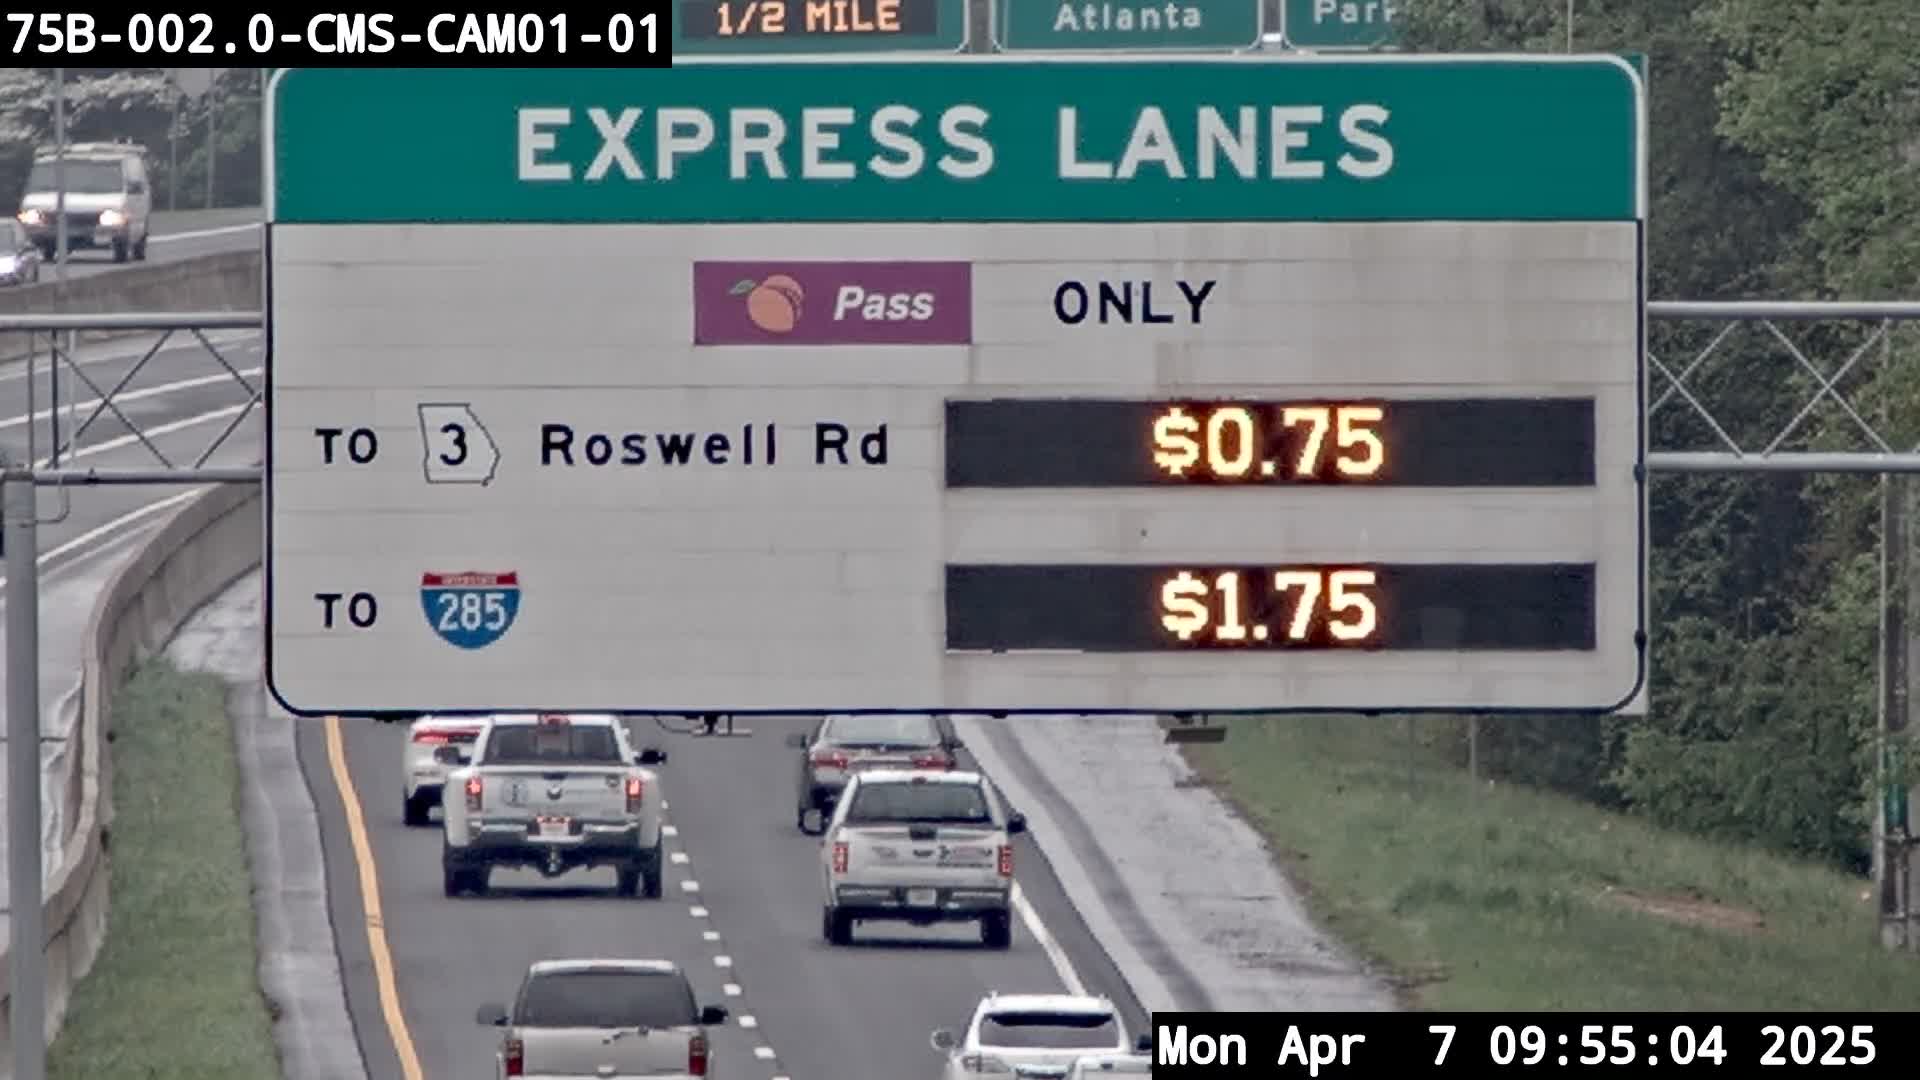 75B-002.0-CMS-CAM01-01
1/2 MILE
Atlanta
EXPRESS LANES
Pass ONLY
TO 3 Roswell Rd $0.75
INTERSTATE
TO 285 $1.75
Mon Apr 7 09:55:04 2025